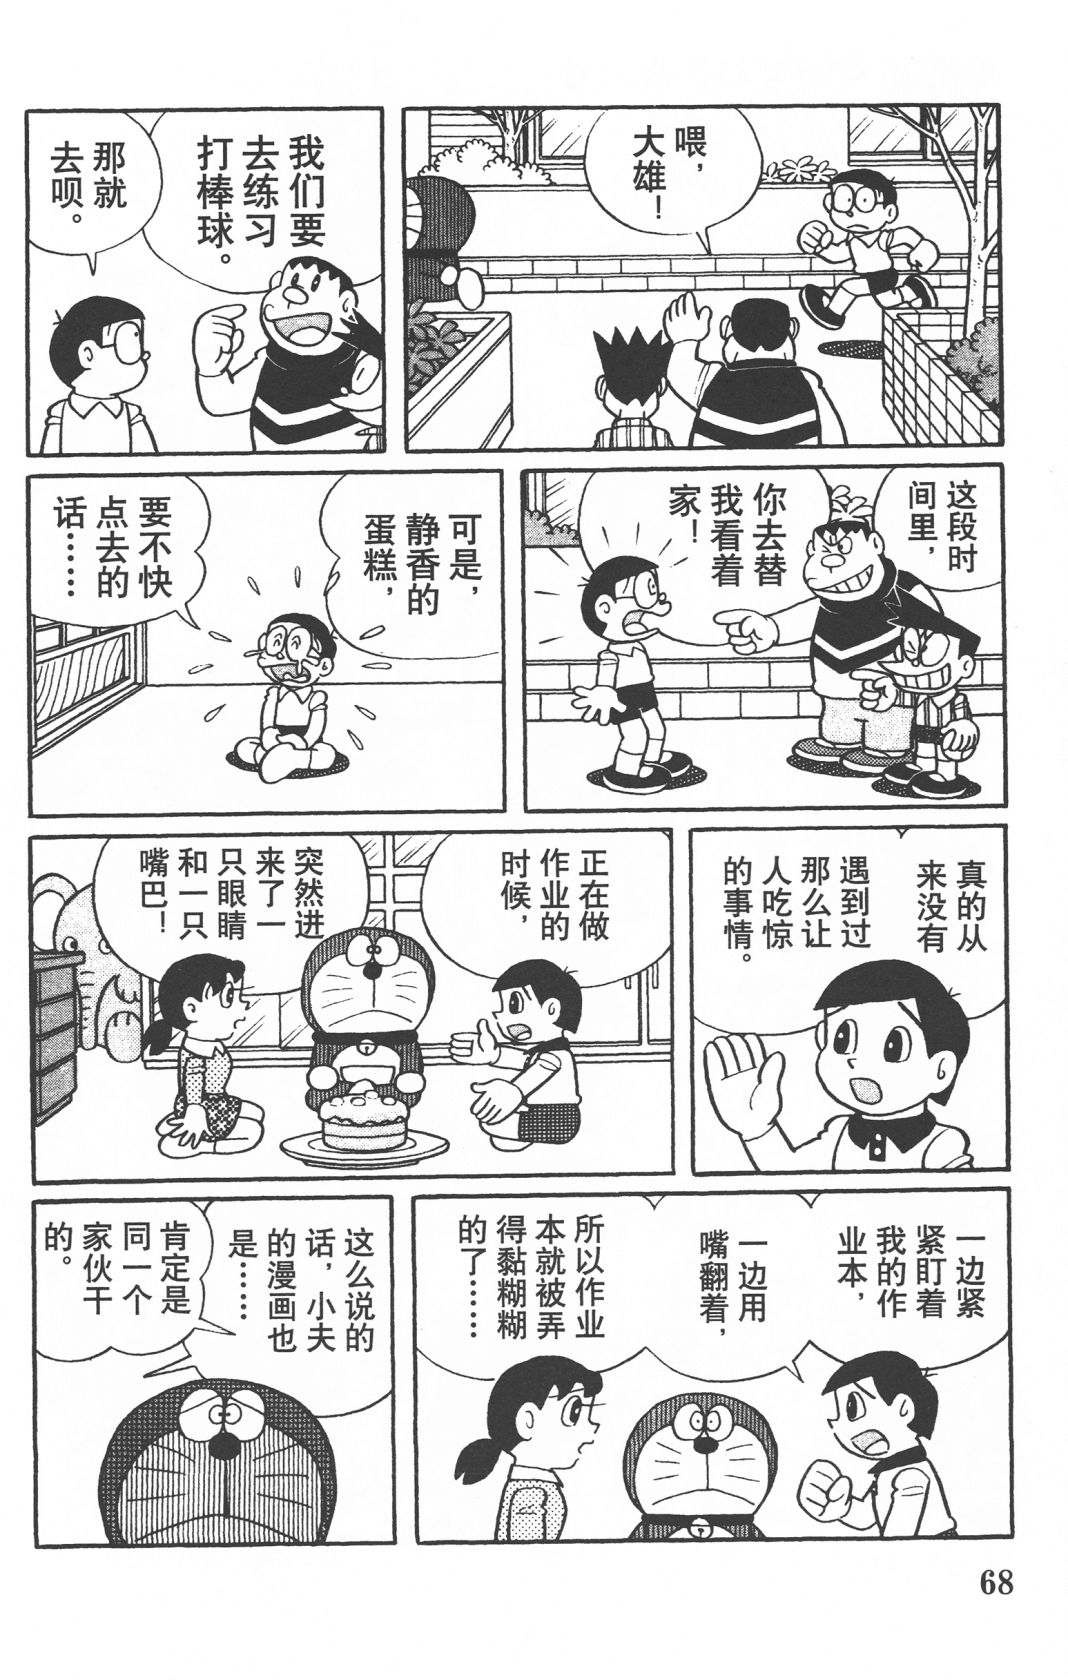 喂，
大雄！
我们要
去练习
打棒球。
那就
去呗。
这段时
间里，
你去替
我看着
家！
可是，
静香的
蛋糕，
要不快
点去的
话……
真的从
来没有
遇到过
那么让
人吃惊
的事情。
正在做
作业的
时候，
突然进
来了一
只眼睛
和一只
嘴巴！
一边紧
紧盯着
我的作
业本，
一边用
嘴翻着，
所以作业
本就被弄
得黏糊糊
的了……
这么说的
话，小夫
的漫画也
是……
肯定是
同一个
家伙干
的。
68